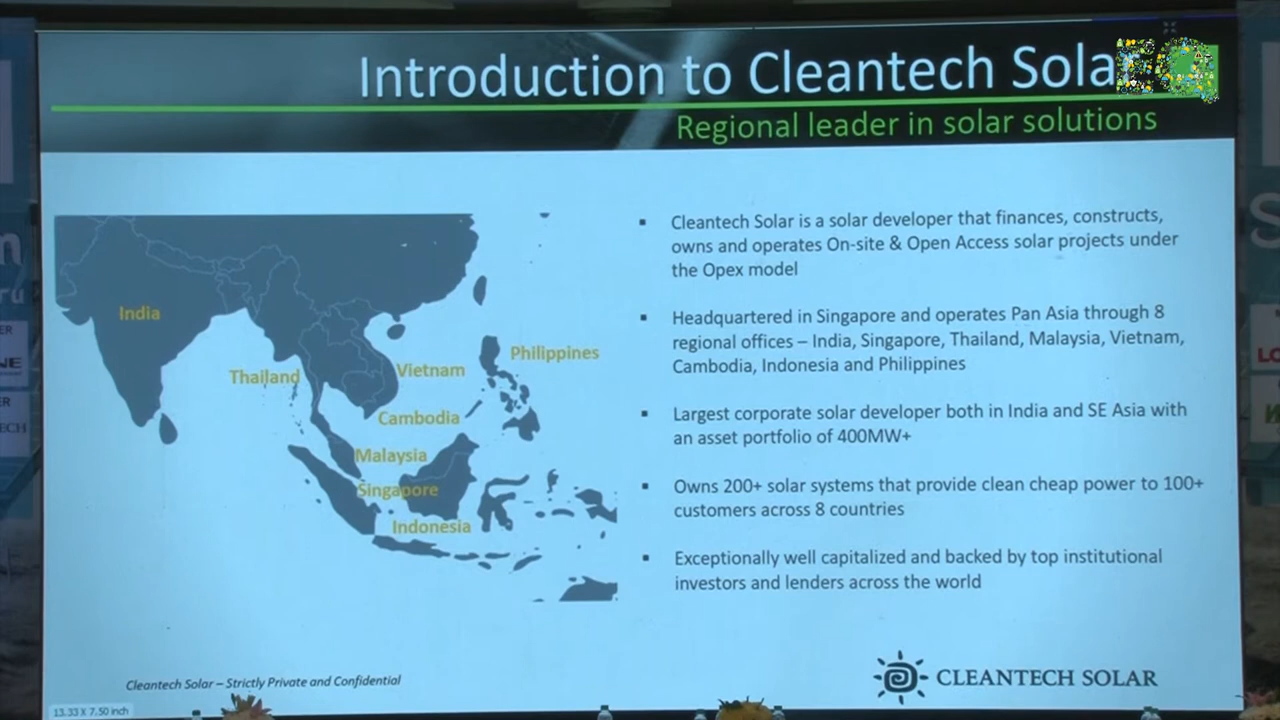 Introduction to Cleantech Sola
EQ
Regional leader in solar solutions
India
Thailand
Vietnam
Philippines
Cambodia
Malaysia
Singapore
Indonesia
▪ Cleantech Solar is a solar developer that finances, constructs,
owns and operates On-site & Open Access solar projects under
the Opex model
▪ Headquartered in Singapore and operates Pan Asia through 8
regional offices – India, Singapore, Thailand, Malaysia, Vietnam,
Cambodia, Indonesia and Philippines
▪ Largest corporate solar developer both in India and SE Asia with
an asset portfolio of 400MW+
▪ Owns 200+ solar systems that provide clean cheap power to 100+
customers across 8 countries
▪ Exceptionally well capitalized and backed by top institutional
investors and lenders across the world
Cleantech Solar – Strictly Private and Confidential
CLEANTECH SOLAR
13.33 X 7.50 inch